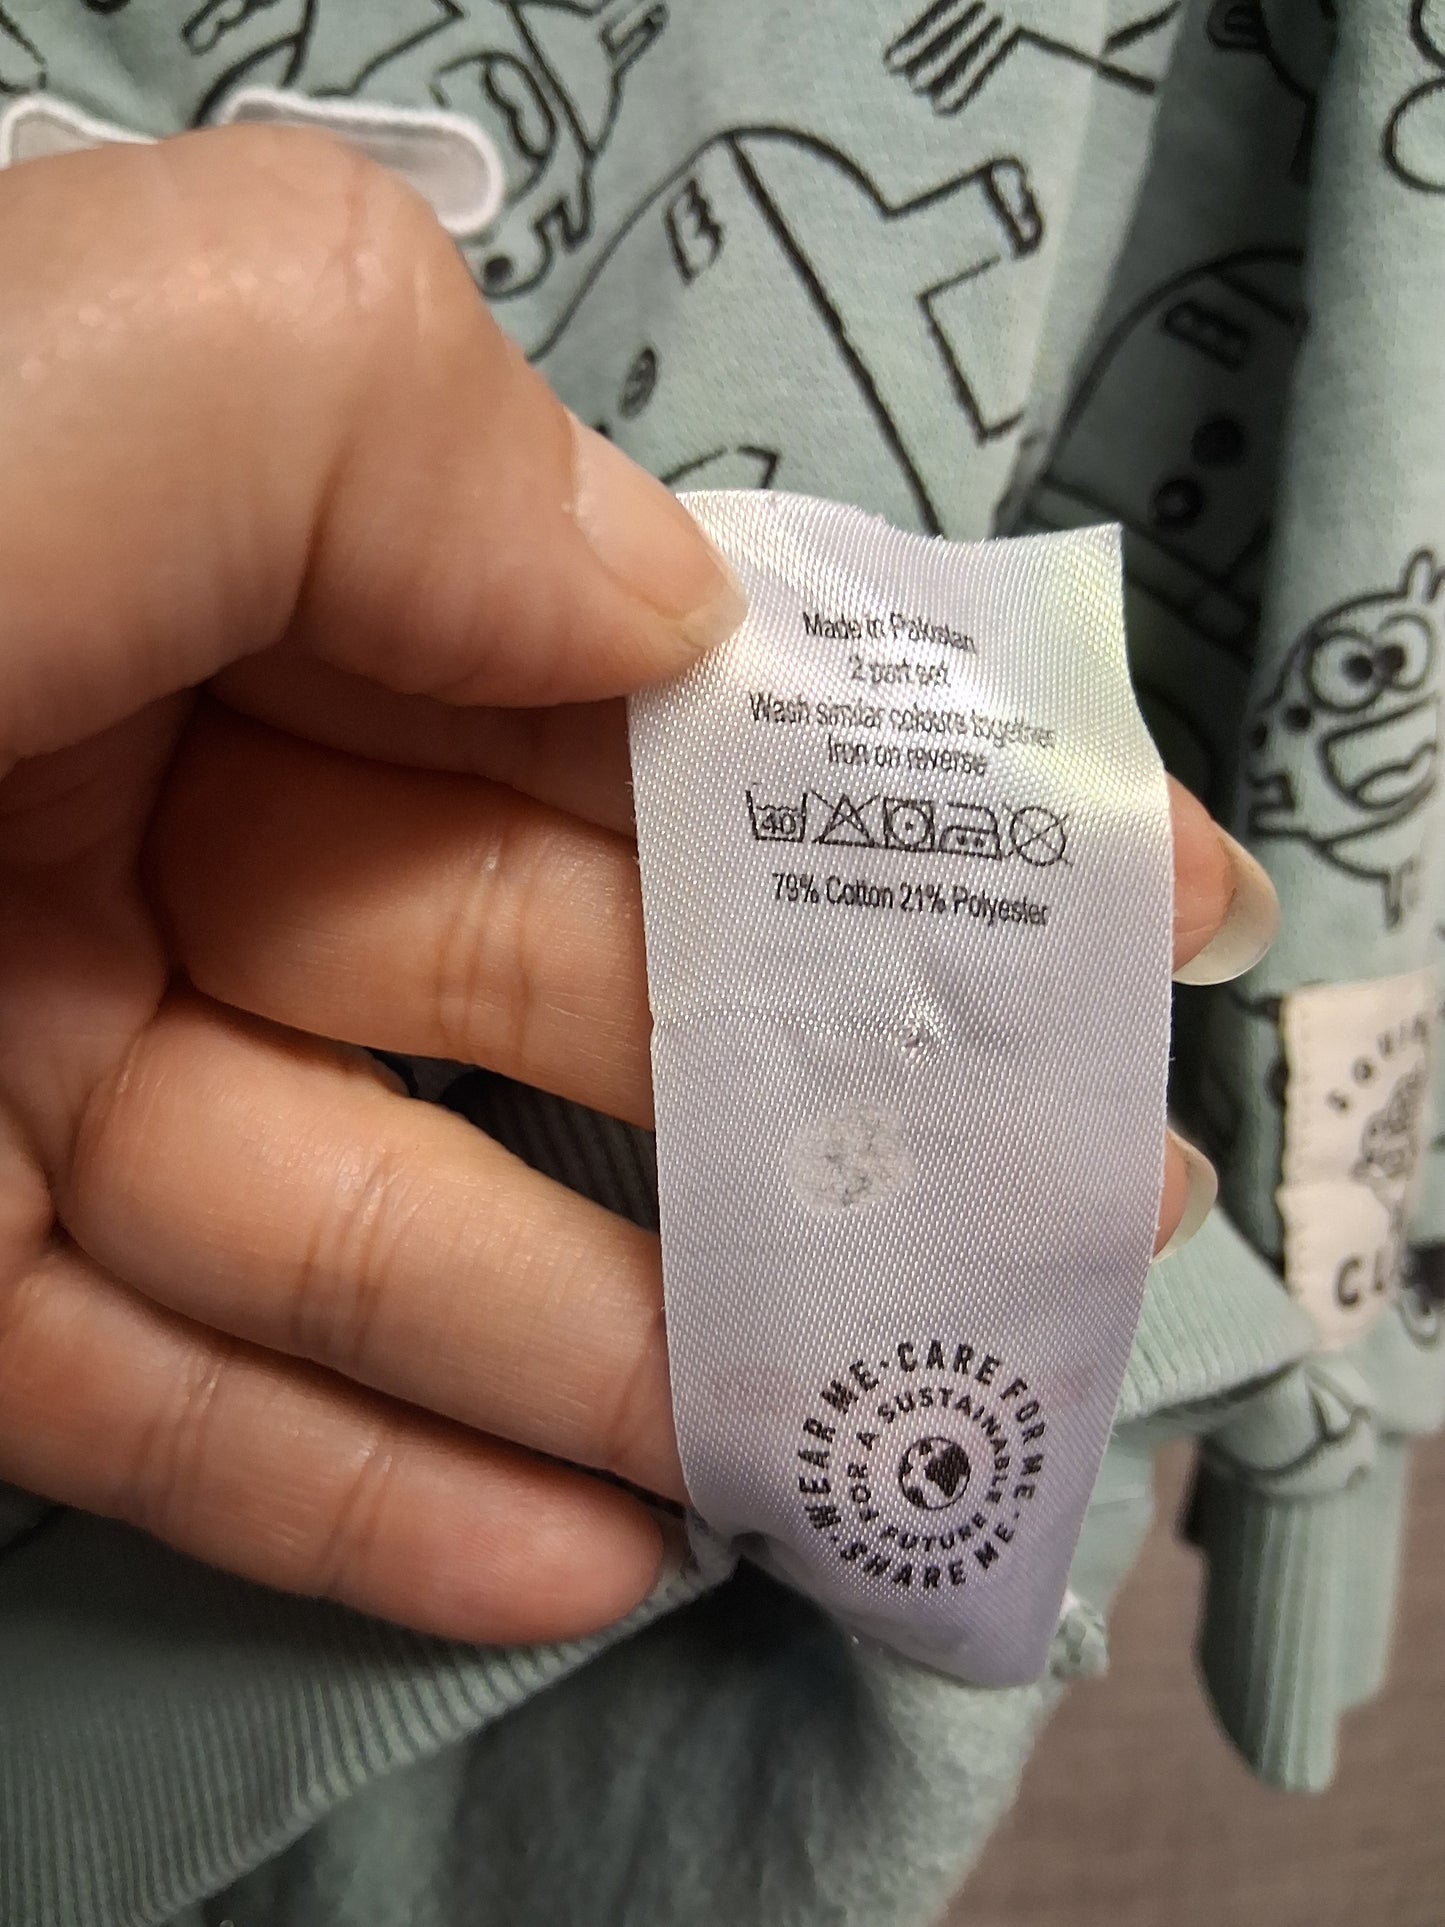 Made in Pakistan
2 part set
Wash similar colours together
Iron on reverse
40
79% Cotton 21% Polyester
WEAR ME · CARE FOR ME · SHARE ME ·
FOR A SUSTAINABLE FUTURE